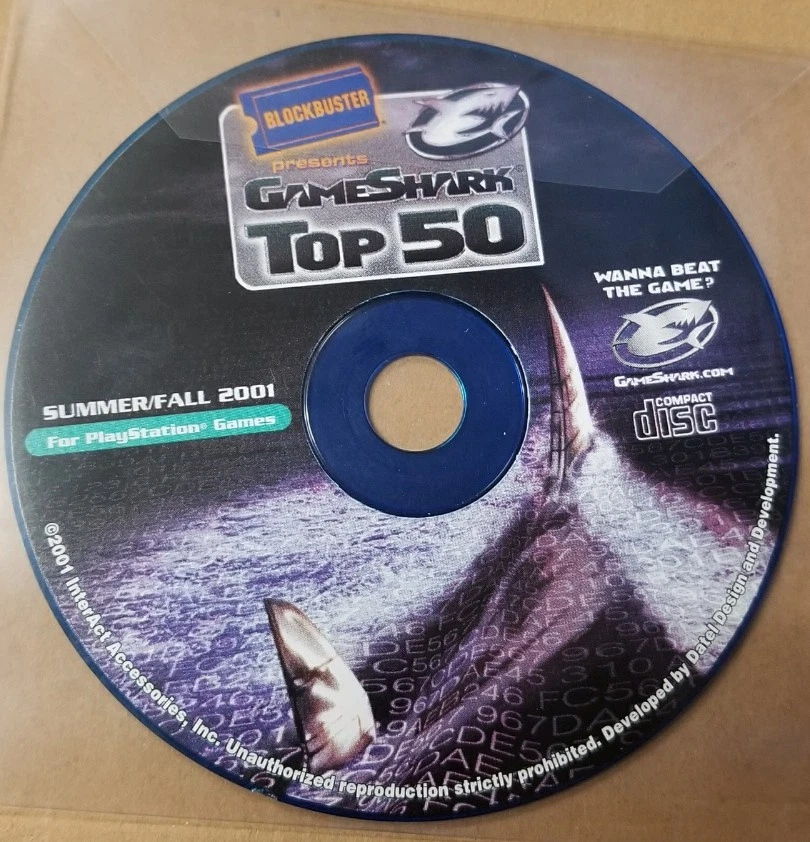 BLOCKBUSTER
presents
GAMESHARK®
TOP 50
WANNA BEAT
THE GAME?
GAMESHARK.COM
COMPACT
disc
SUMMER/FALL 2001
For PlayStation® Games
©2001 InterAct Accessories, Inc. Unauthorized reproduction strictly prohibited. Developed by Datel Design and Development.